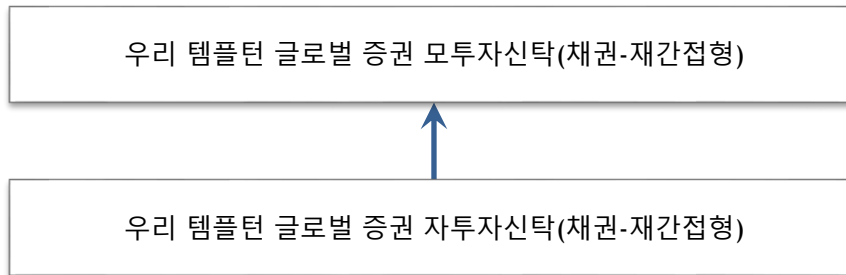 우리 템플턴 글로벌 증권 모투자신탁(채권-재간접형)
우리 템플턴 글로벌 증권 자투자신탁(채권-재간접형)